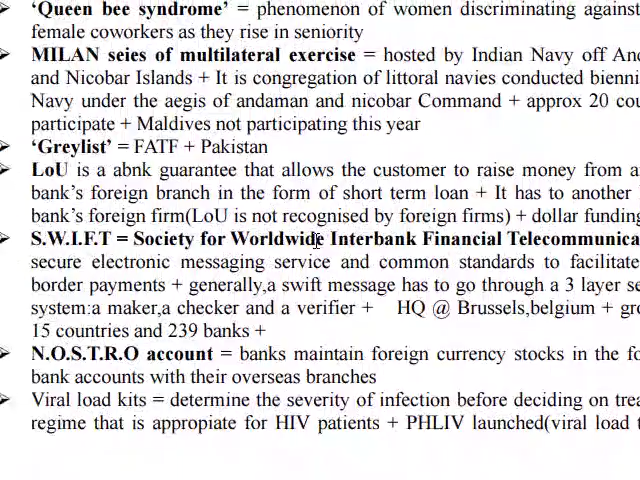 ‘Queen bee syndrome’ = phenomenon of women discriminating against
female coworkers as they rise in seniority
MILAN seies of multilateral exercise = hosted by Indian Navy off
and Nicobar Islands + It is congregation of littoral navies conducted
Navy under the aegis of andaman and nicobar Command + approx 20
participate + Maldives not participating this year
‘Greylist’ = FATF + Pakistan
LoU is a abnk guarantee that allows the customer to raise money from
bank’s foreign branch in the form of short term loan + It has to another
bank’s foreign firm(LoU is not recognised by foreign firms) + dollar funding
S.W.I.F.T = Society for Worldwide Interbank Financial
secure electronic messaging service and common standards to facilitate
border payments + generally,a swift message has to go through a 3 layer
system:a maker,a checker and a verifier + HQ @ Brussels,belgium +
15 countries and 239 banks +
N.O.S.T.R.O account = banks maintain foreign currency stocks in the
bank accounts with their overseas branches
Viral load kits = determine the severity of infection before deciding on
regime that is appropiate for HIV patients + PHLIV launched(viral load